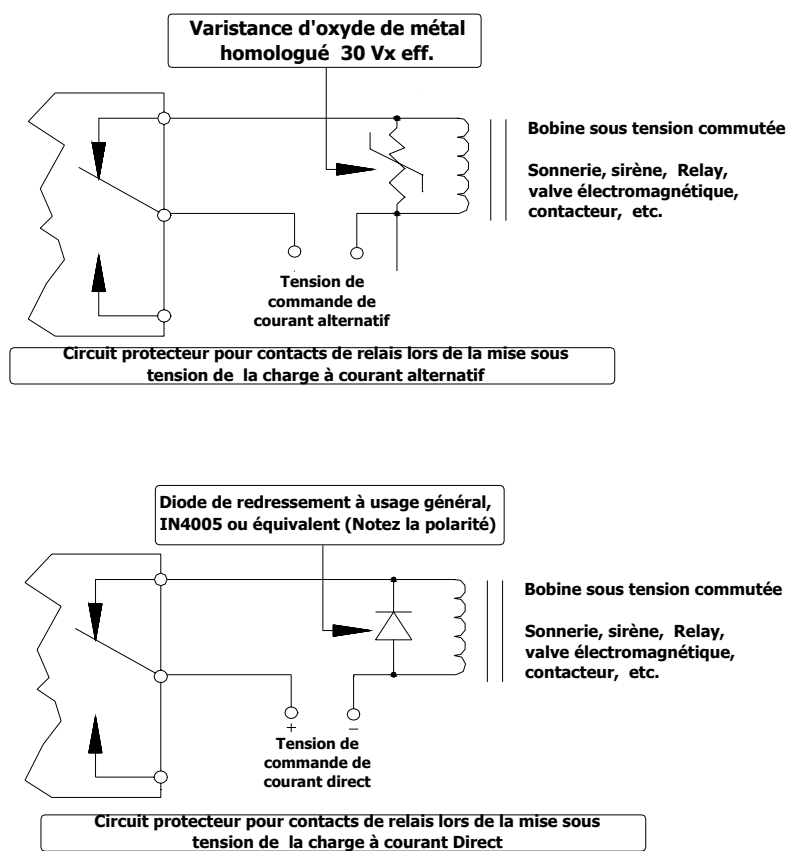 Varistance d'oxyde de métal
homologué 30 Vx eff.
Bobine sous tension commutée
Sonnerie, sirène, Relay,
valve électromagnétique,
contacteur, etc.
Tension de
commande de
courant alternatif
Circuit protecteur pour contacts de relais lors de la mise sous
tension de la charge à courant alternatif
Diode de redressement à usage général,
IN4005 ou équivalent (Notez la polarité)
Bobine sous tension commutée
Sonnerie, sirène, Relay,
valve électromagnétique,
contacteur, etc.
+ –
Tension de
commande de
courant direct
Circuit protecteur pour contacts de relais lors de la mise sous
tension de la charge à courant Direct